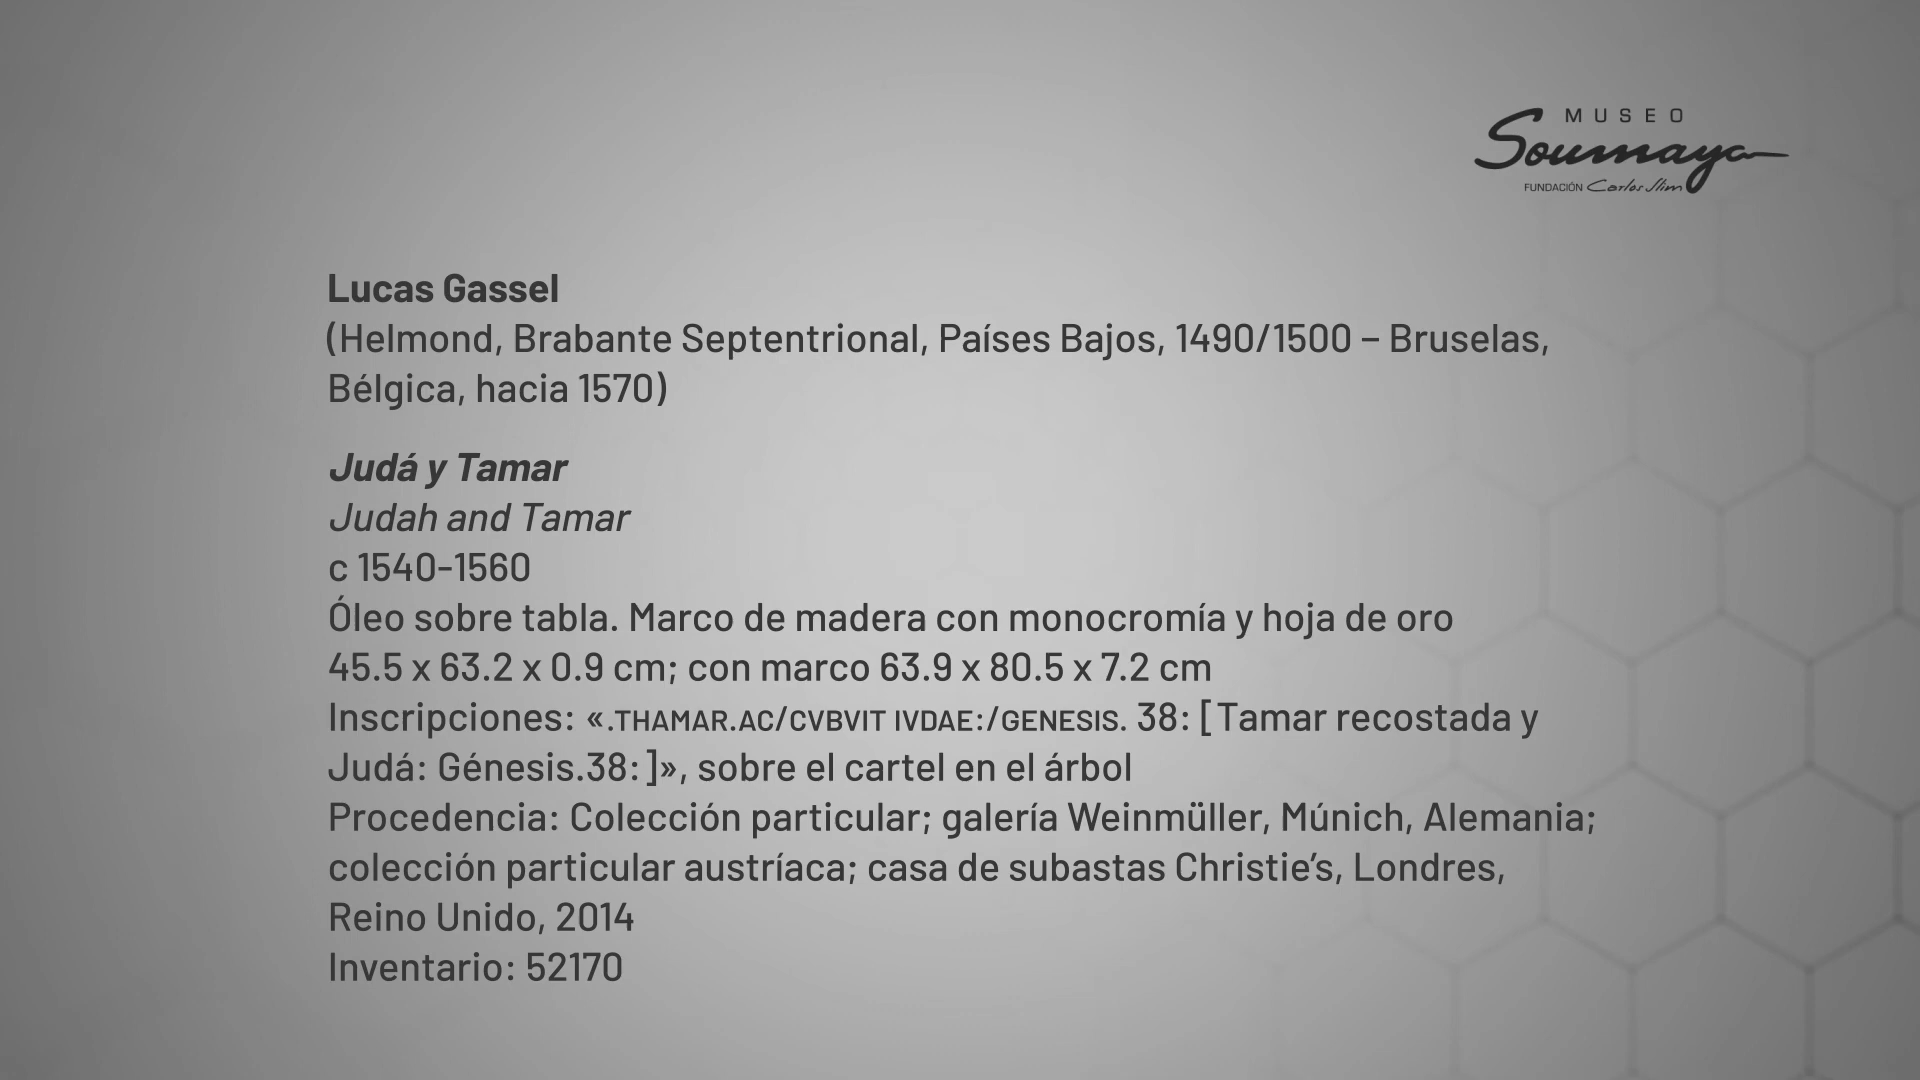 MUSEO
Soumaya
FUNDACIÓN Carlos Slim
Lucas Gassel
(Helmond, Brabante Septentrional, Países Bajos, 1490/1500 – Bruselas,
Bélgica, hacia 1570)
Judá y Tamar
Judah and Tamar
c 1540-1560
Óleo sobre tabla. Marco de madera con monocromía y hoja de oro
45.5 x 63.2 x 0.9 cm; con marco 63.9 x 80.5 x 7.2 cm
Inscripciones: «.THAMAR.AC/CVBVIT IVDAE:/GENESIS. 38: [Tamar recostada y
Judá: Génesis.38:]», sobre el cartel en el árbol
Procedencia: Colección particular; galería Weinmüller, Múnich, Alemania;
colección particular austríaca; casa de subastas Christie’s, Londres,
Reino Unido, 2014
Inventario: 52170